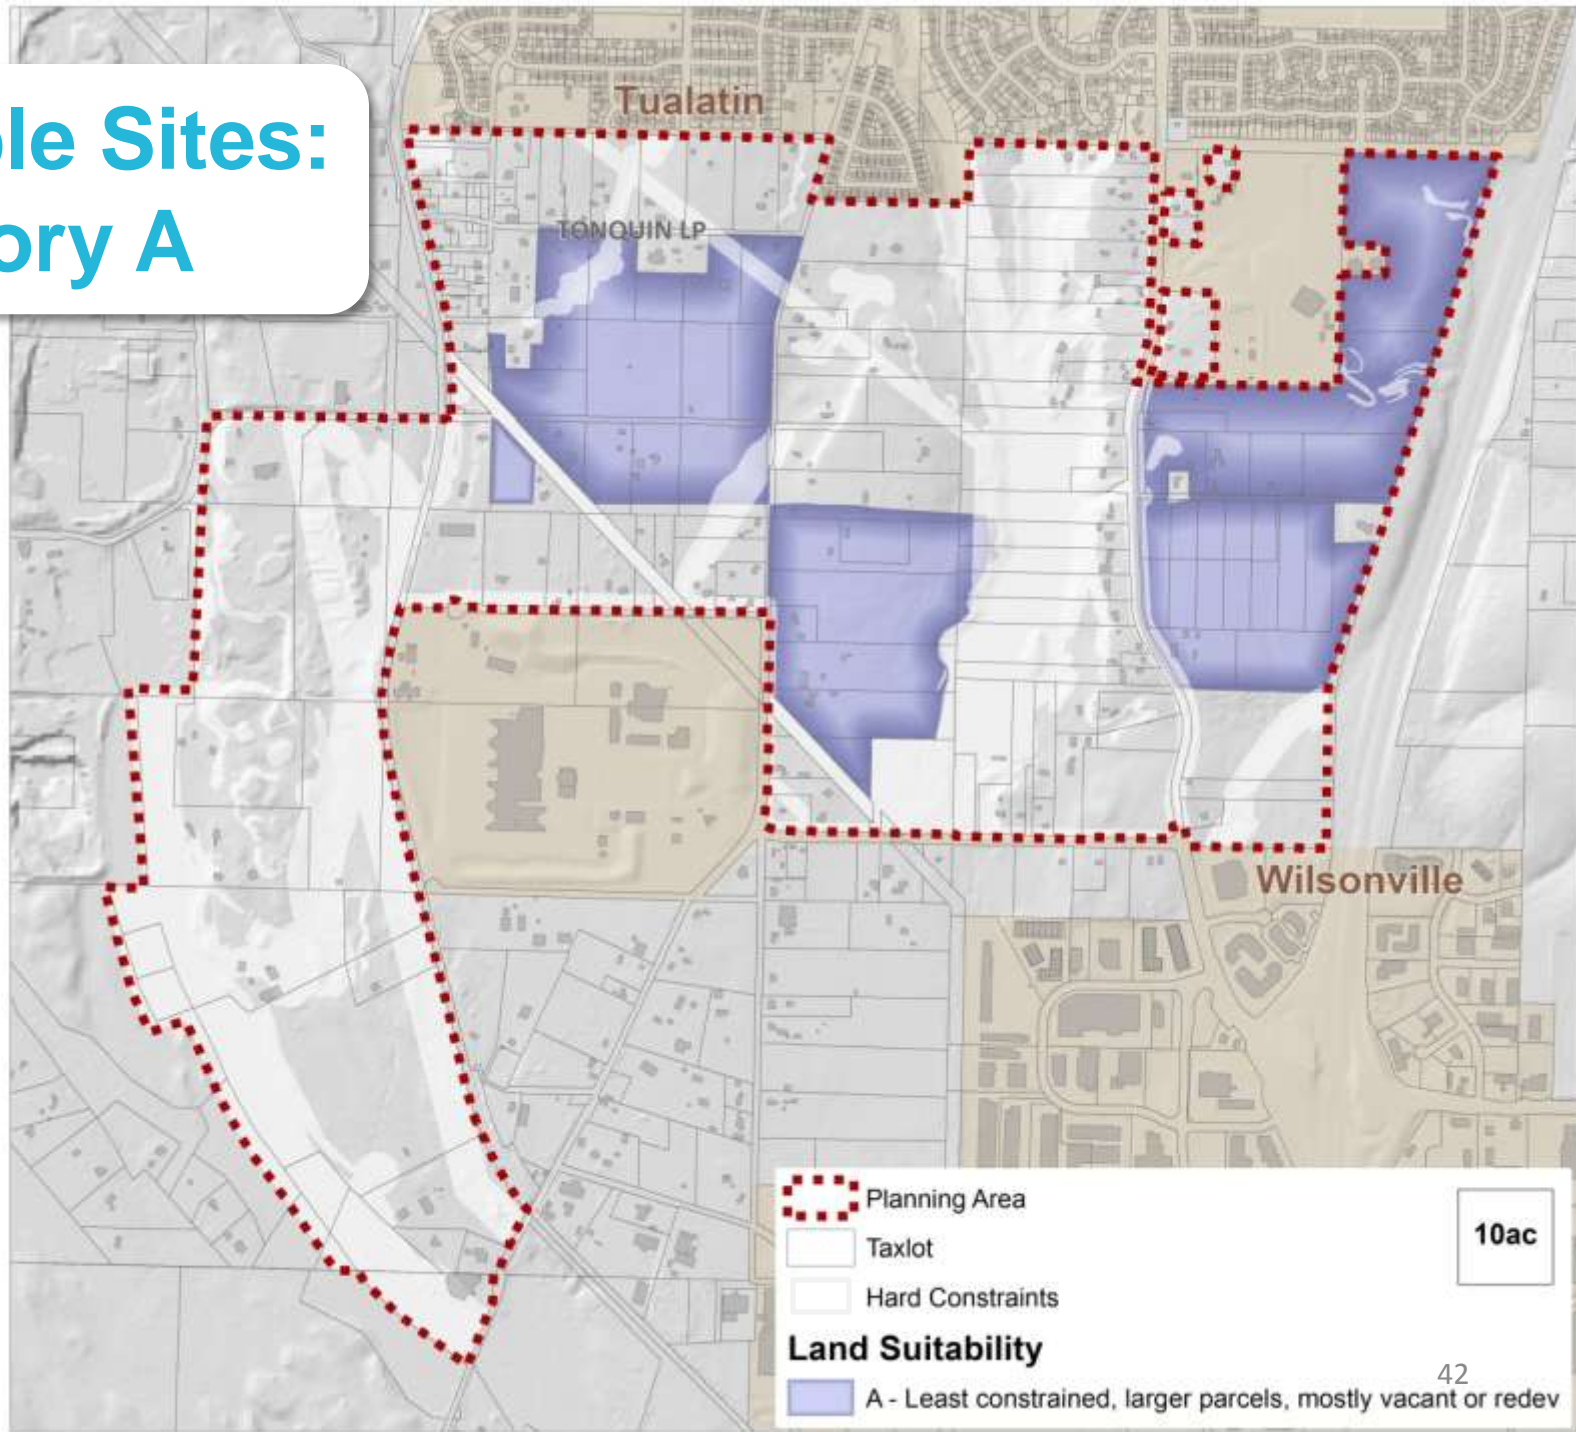 ole Sites:
ory A
Tualatin
TONQUIN LP
Wilsonville
Planning Area
Taxlot
Hard Constraints
10ac
Land Suitability
A - Least constrained, larger parcels, mostly vacant or redev
42